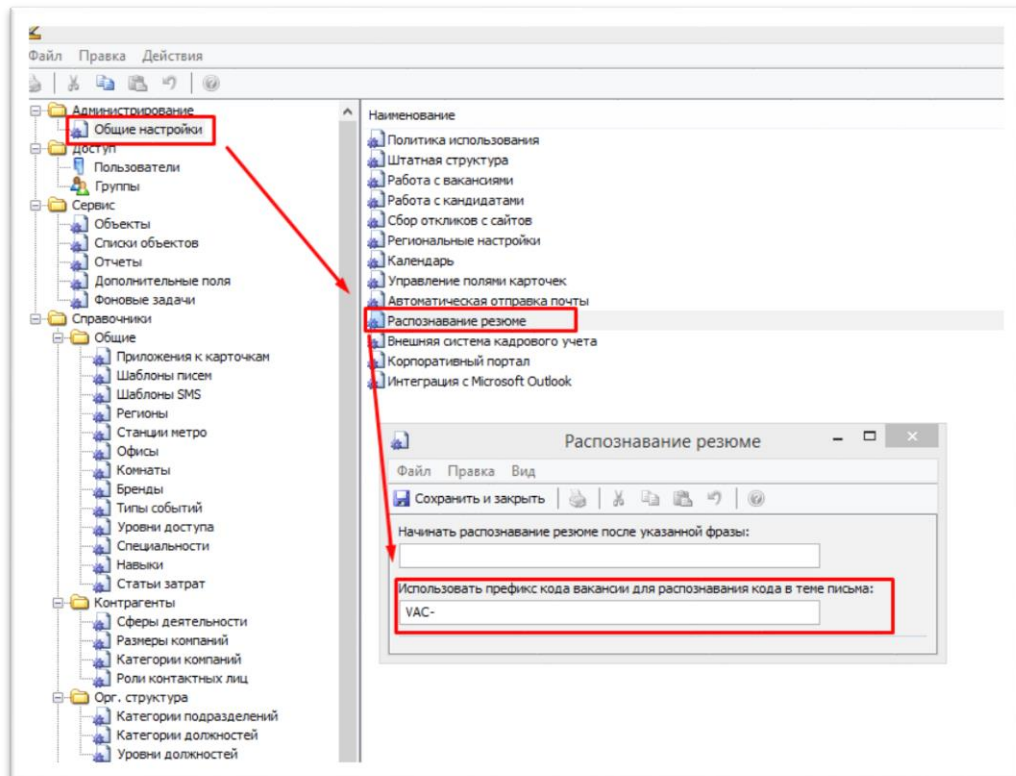 Файл Правка Действия
Администрирование
Общие настройки
Доступ
Пользователи
Группы
Сервис
Объекты
Списки объектов
Отчеты
Дополнительные поля
Фоновые задачи
Справочники
Общие
Приложения к карточкам
Шаблоны писем
Шаблоны SMS
Регионы
Станции метро
Офисы
Комнаты
Бренды
Типы событий
Уровни доступа
Специальности
Навыки
Статьи затрат
Контрагенты
Сферы деятельности
Размеры компаний
Категории компаний
Роли контактных лиц
Орг. структура
Категории подразделений
Категории должностей
Уровни должностей
Наименование
Политика использования
Штатная структура
Работа с вакансиями
Работа с кандидатами
Сбор откликов с сайтов
Региональные настройки
Календарь
Управление полями карточек
Автоматическая отправка почты
Распознавание резюме
Внешняя система кадрового учета
Корпоративный портал
Интеграция с Microsoft Outlook
Распознавание резюме
Файл Правка Вид
Сохранить и закрыть
Начинать распознавание резюме после указанной фразы:
Использовать префикс кода вакансии для распознавания кода в теме письма:
VAC-